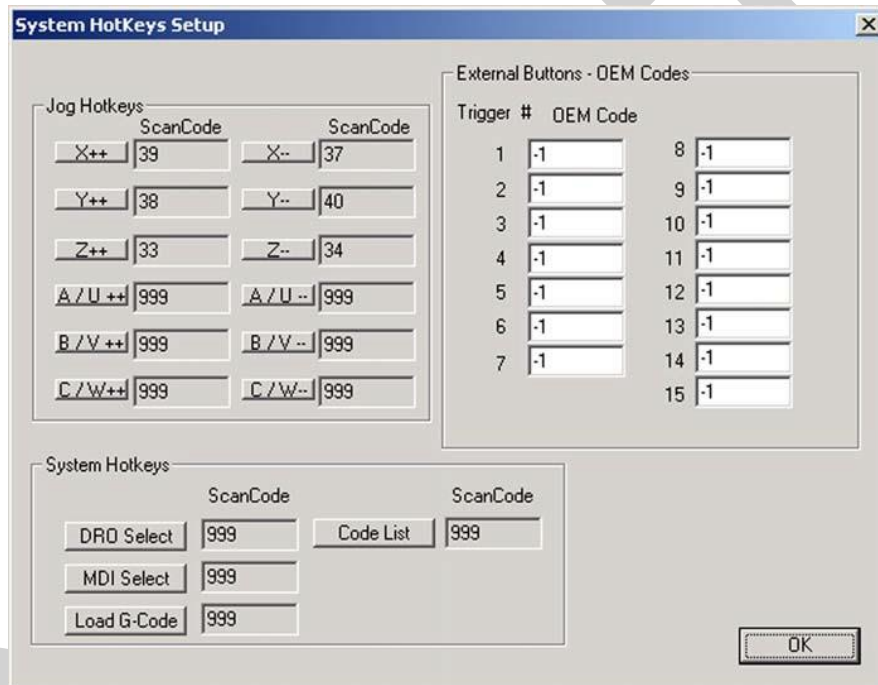 System HotKeys Setup
Jog Hotkeys
ScanCode ScanCode
X++ 39 X-- 37
Y++ 38 Y-- 40
Z++ 33 Z-- 34
A / U ++ 999 A / U -- 999
B / V ++ 999 B / V -- 999
C / W++ 999 C / W-- 999
External Buttons - OEM Codes
Trigger # OEM Code
1 -1 8 -1
2 -1 9 -1
3 -1 10 -1
4 -1 11 -1
5 -1 12 -1
6 -1 13 -1
7 -1 14 -1
15 -1
System Hotkeys
ScanCode ScanCode
DRO Select 999 Code List 999
MDI Select 999
Load G-Code 999
OK